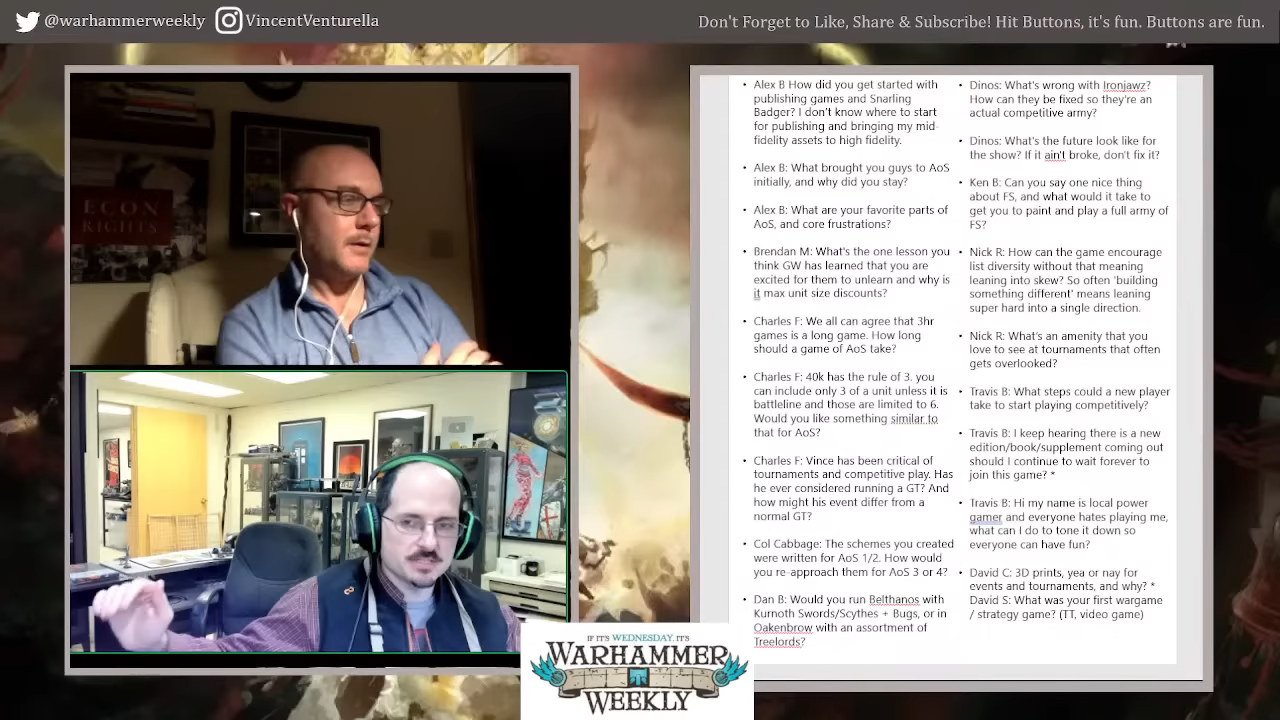 @warhammerweekly VincentVenturella
Don't Forget to Like, Share & Subscribe! Hit Buttons, it's fun. Buttons are fun.
ECON
RIGHTS
• Alex B How did you get started with
publishing games and Snarling
Badger? I don't know where to start
for publishing and bringing my mid-
fidelity assets to high fidelity.
• Alex B: What brought you guys to AoS
initially, and why did you stay?
• Alex B: What are your favorite parts of
AoS, and core frustrations?
• Brendan M: What's the one lesson you
think GW has learned that you are
excited for them to unlearn and why is
it max unit size discounts?
• Charles F: We all can agree that 3hr
games is a long game. How long
should a game of AoS take?
• Charles F: 40k has the rule of 3. you
can include only 3 of a unit unless it is
battleline and those are limited to 6.
Would you like something similar to
that for AoS?
• Charles F: Vince has been critical of
tournaments and competitive play. Has
he ever considered running a GT? And
how might his event differ from a
normal GT?
• Col Cabbage: The schemes you created
were written for AoS 1/2. How would
you re-approach them for AoS 3 or 4?
• Dan B: Would you run Belthanos with
Kurnoth Swords/Scythes + Bugs, or in
Oakenbrow with an assortment of
Treelords?
• Dinos: What's wrong with Ironjawz?
How can they be fixed so they're an
actual competitive army?
• Dinos: What's the future look like for
the show? If it ain't broke, don't fix it?
• Ken B: Can you say one nice thing
about FS, and what would it take to
get you to paint and play a full army of
FS?
• Nick R: How can the game encourage
list diversity without that meaning
leaning into skew? So often 'building
something different' means leaning
super hard into a single direction.
• Nick R: What's an amenity that you
love to see at tournaments that often
gets overlooked?
• Travis B: What steps could a new player
take to start playing competitively?
• Travis B: I keep hearing there is a new
edition/book/supplement coming out
should I continue to wait forever to
join this game? *
• Travis B: Hi my name is local power
gamer and everyone hates playing me,
what can I do to tone it down so
everyone can have fun?
• David C: 3D prints, yea or nay for
events and tournaments, and why? *
David S: What was your first wargame
/ strategy game? (TT, video game)
IF IT'S WEDNESDAY, IT'S
WARHAMMER
WEEKLY